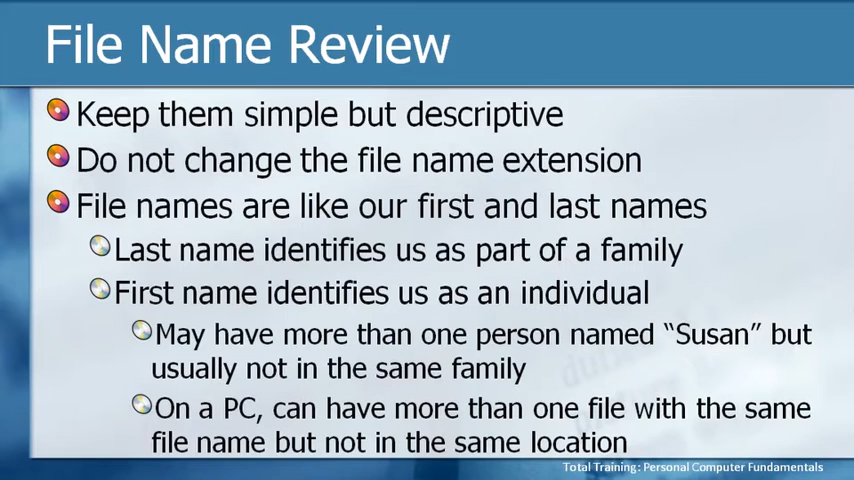 File Name Review
Keep them simple but descriptive
Do not change the file name extension
File names are like our first and last names
Last name identifies us as part of a family
First name identifies us as an individual
May have more than one person named “Susan” but
usually not in the same family
On a PC, can have more than one file with the same
file name but not in the same location
Total Training: Personal Computer Fundamentals